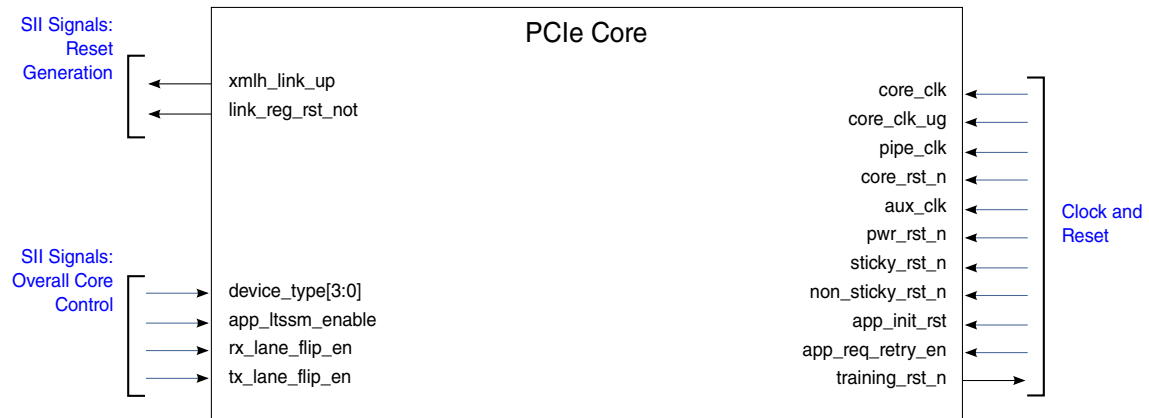 PCIe Core
SII Signals:
Reset
Generation
xmlh_link_up
link_reg_rst_not
SII Signals:
Overall Core
Control
device_type[3:0]
app_ltssm_enable
rx_lane_flip_en
tx_lane_flip_en
core_clk
core_clk_ug
pipe_clk
core_rst_n
aux_clk
pwr_rst_n
sticky_rst_n
non_sticky_rst_n
app_init_rst
app_req_retry_en
training_rst_n
Clock and
Reset